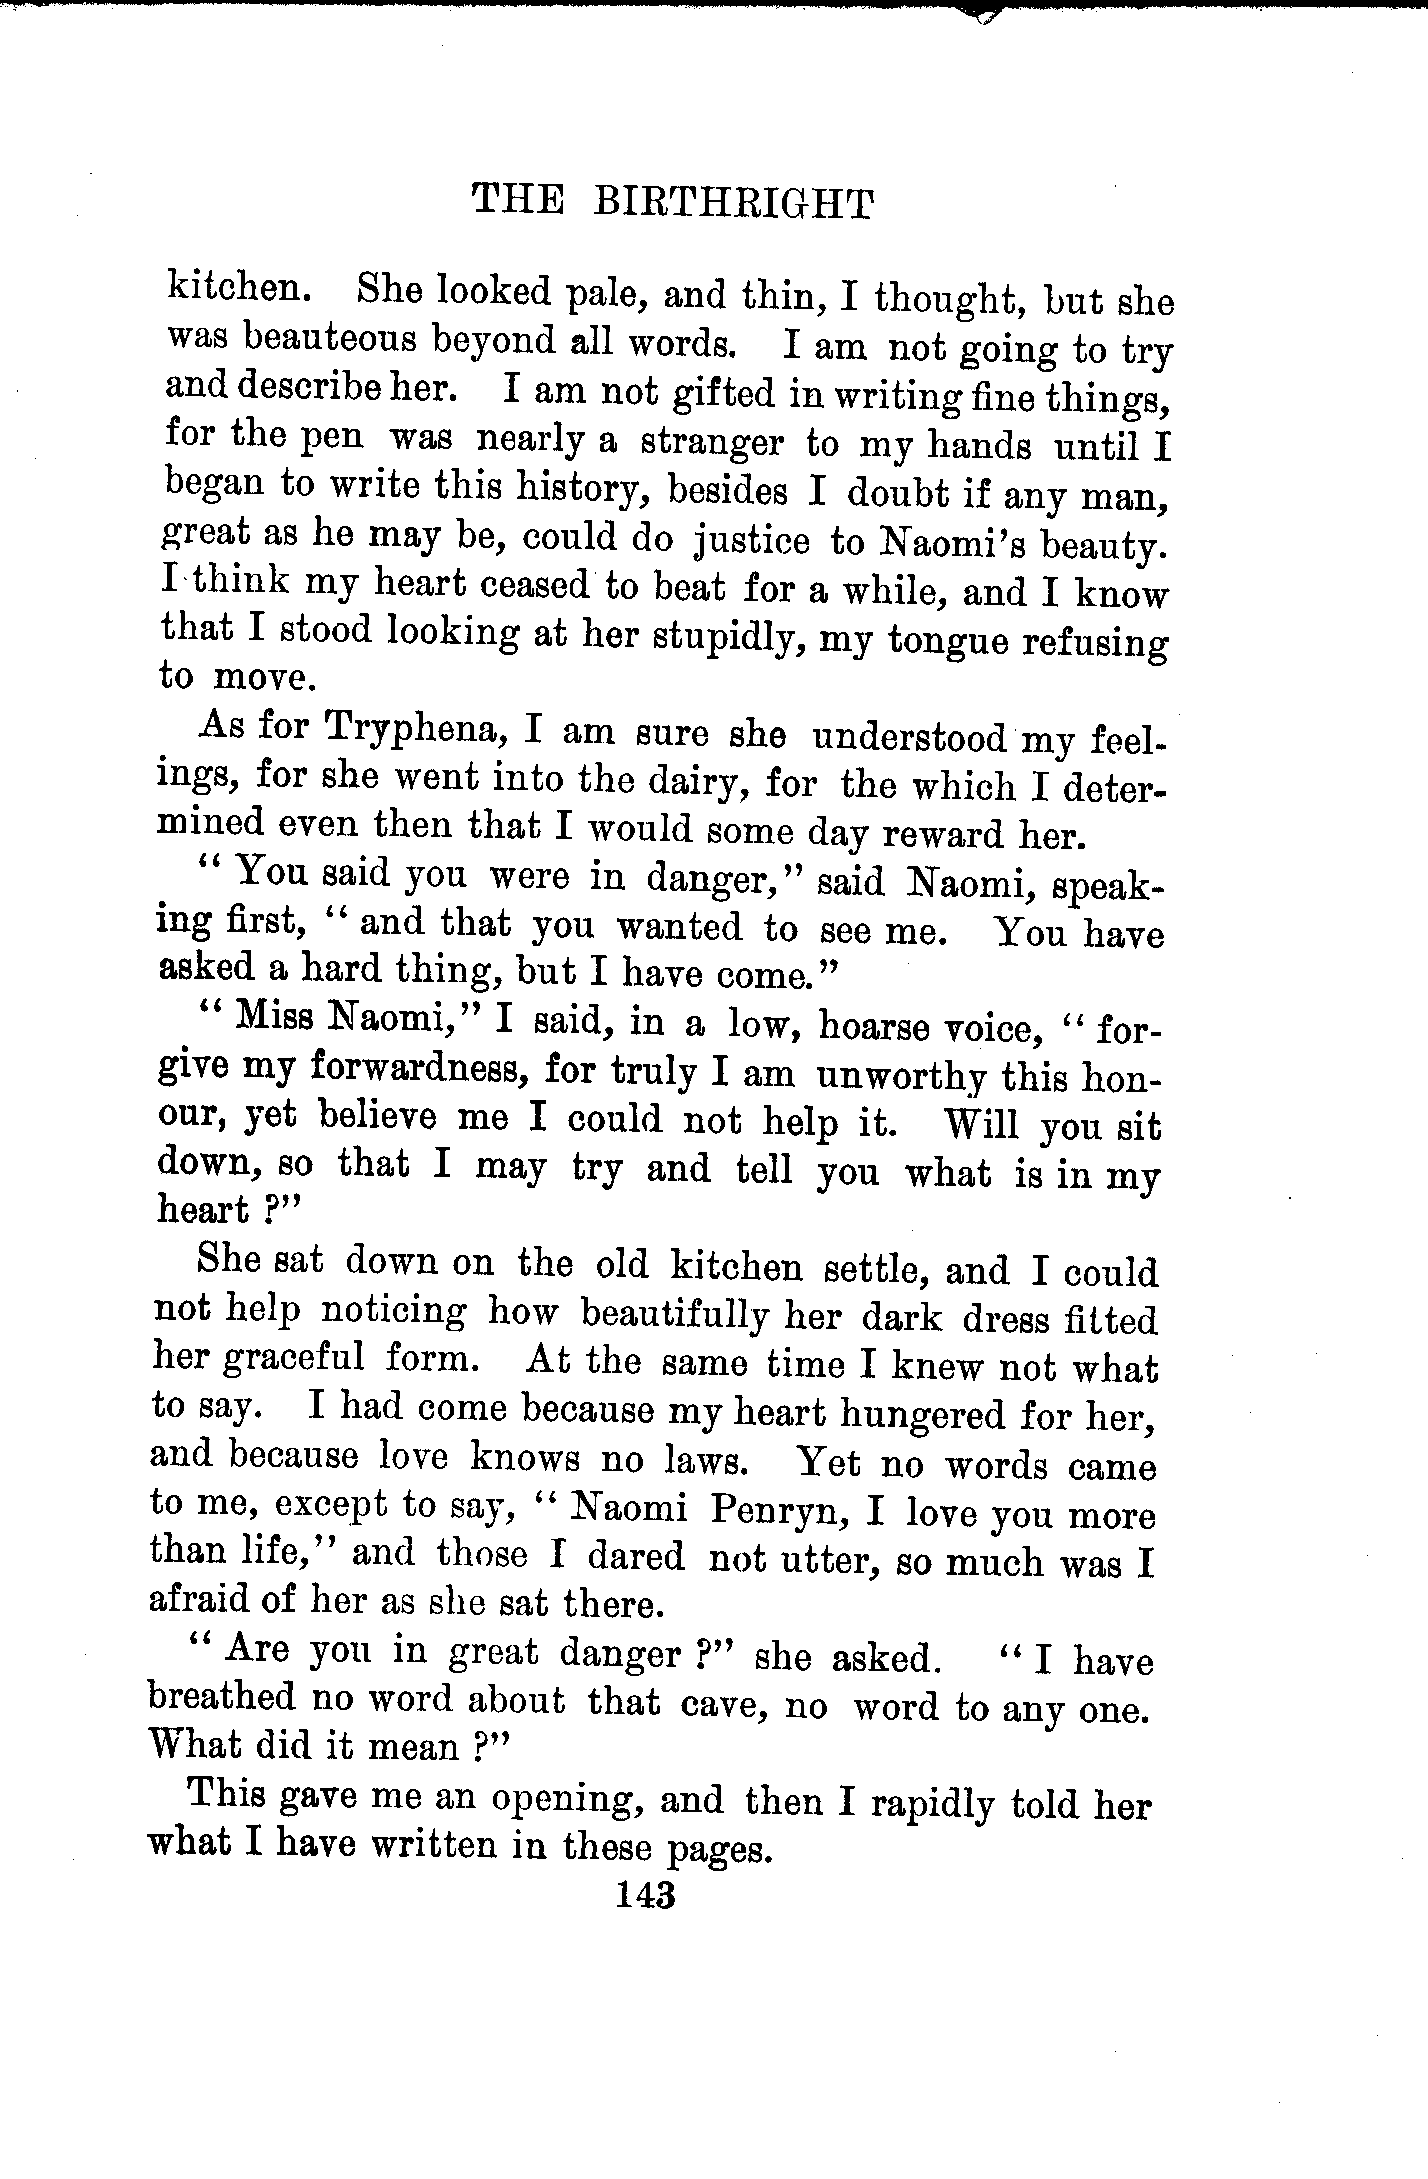 THE BIRTHRIGHT
kitchen. She looked pale, and thin, I thought, but she
was beauteous beyond all words. I am not going to try
and describe her. I am not gifted in writing fine things,
for the pen was nearly a stranger to my hands until I
began to write this history, besides I doubt if any man,
great as he may be, could do justice to Naomi's beauty.
I think my heart ceased to beat for a while, and I know
that I stood looking at her stupidly, my tongue refusing
to move.
As for Tryphena, I am sure she understood my feel-
ings, for she went into the dairy, for the which I deter-
mined even then that I would some day reward her.
“ You said you were in danger,” said Naomi, speak-
ing first, “ and that you wanted to see me. You have
asked a hard thing, but I have come.”
“ Miss Naomi,” I said, in a low, hoarse voice, “ for-
give my forwardness, for truly I am unworthy this hon-
our, yet believe me I could not help it. Will you sit
down, so that I may try and tell you what is in my
heart ?”
She sat down on the old kitchen settle, and I could
not help noticing how beautifully her dark dress fitted
her graceful form. At the same time I knew not what
to say. I had come because my heart hungered for her,
and because love knows no laws. Yet no words came
to me, except to say, “ Naomi Penryn, I love you more
than life,” and those I dared not utter, so much was I
afraid of her as she sat there.
“ Are you in great danger ?” she asked. “ I have
breathed no word about that cave, no word to any one.
What did it mean ?”
This gave me an opening, and then I rapidly told her
what I have written in these pages.
143